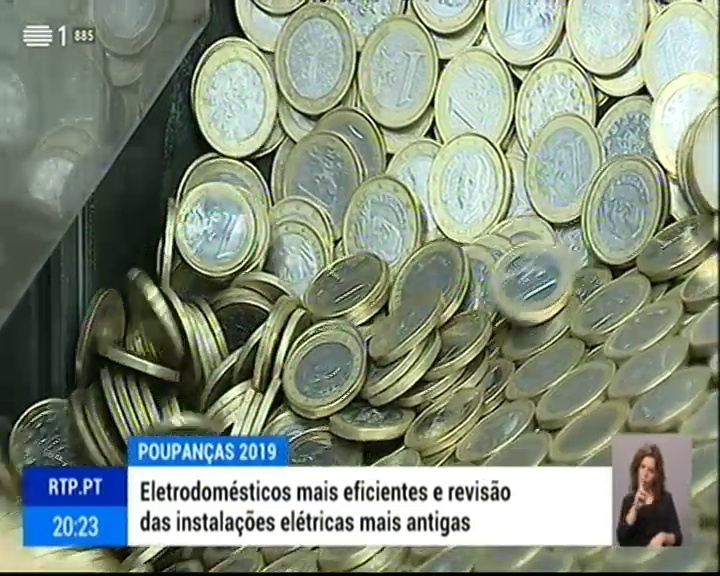 1 885
POUPANÇAS 2019
RTP.PT
Eletrodomésticos mais eficientes e revisão
20:23
das instalações elétricas mais antigas